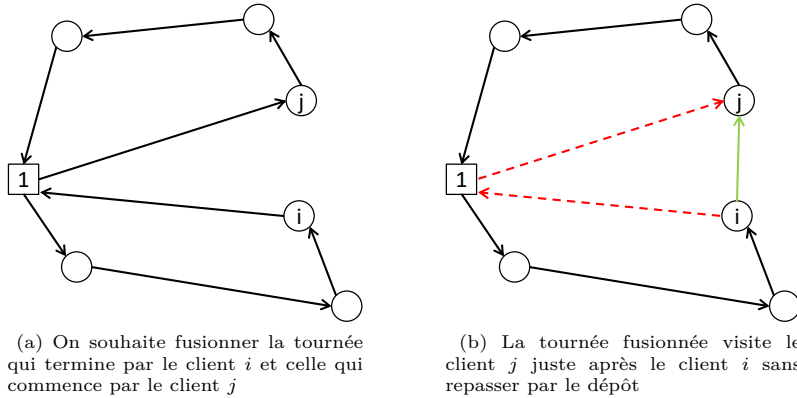 j
1
i
j
1
i
(a) On souhaite fusionner la tournée
qui termine par le client i et celle qui
commence par le client j
(b) La tournée fusionnée visite le
client j juste après le client i sans
repasser par le dépôt